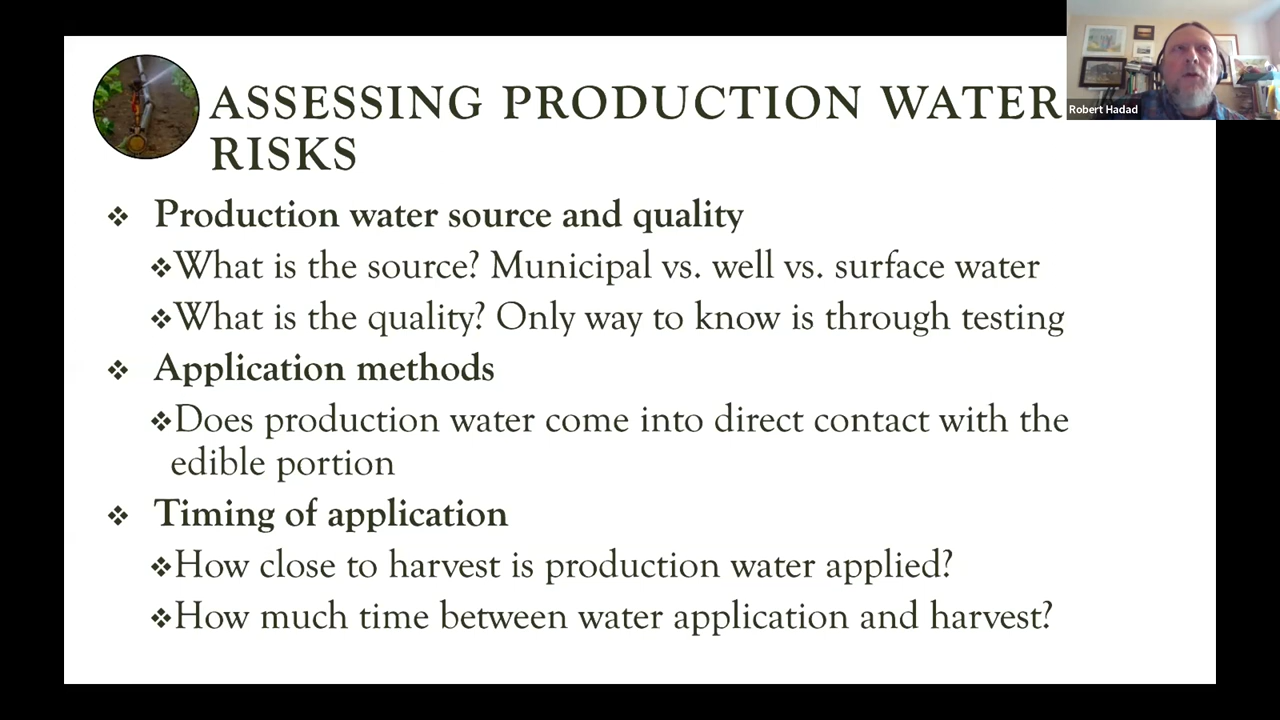 ASSESSING PRODUCTION WATER
RISKS
Robert Hadad
❖ Production water source and quality
❖What is the source? Municipal vs. well vs. surface water
❖What is the quality? Only way to know is through testing
❖ Application methods
❖Does production water come into direct contact with the
edible portion
❖ Timing of application
❖How close to harvest is production water applied?
❖How much time between water application and harvest?